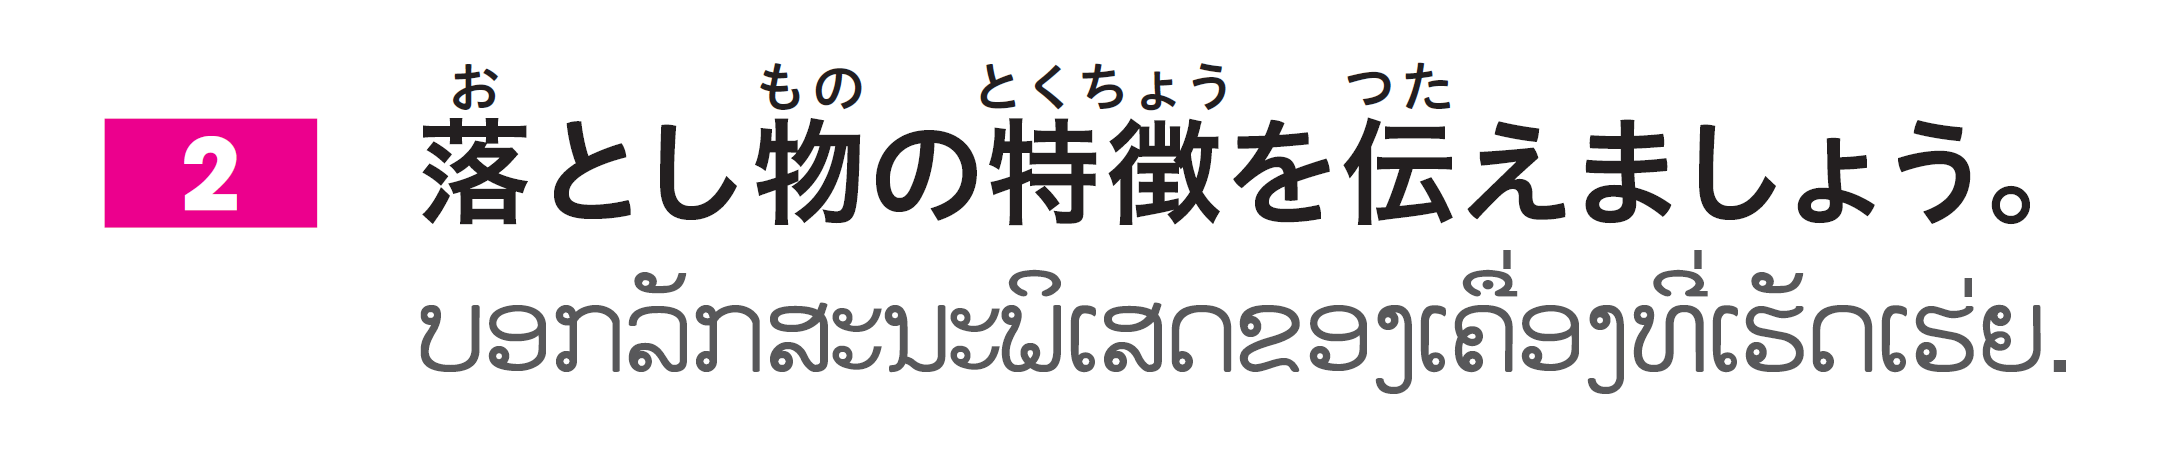 2 落とし物の特徴を伝えましょう。
お もの とくちょう つた
ບອກລັກສະນະພິເສດຂອງເຄື່ອງທີ່ເຮັດເຮ່ຍ.